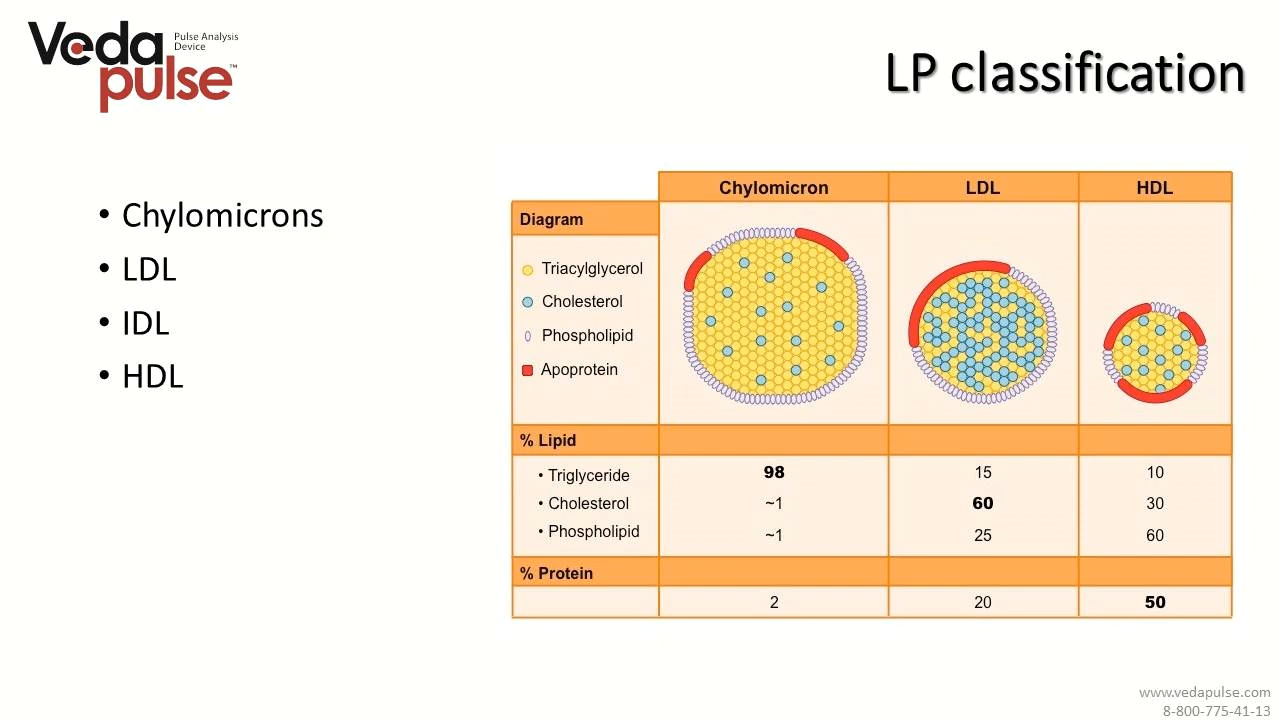 Veda
pulse™
Pulse Analysis
Device
LP classification
• Chylomicrons
• LDL
• IDL
• HDL
Chylomicron LDL HDL
Diagram
Triacylglycerol
Cholesterol
Phospholipid
Apoprotein
% Lipid
• Triglyceride 98 15 10
• Cholesterol ~1 60 30
• Phospholipid ~1 25 60
% Protein
2 20 50
www.vedapulse.com
8-800-775-41-13